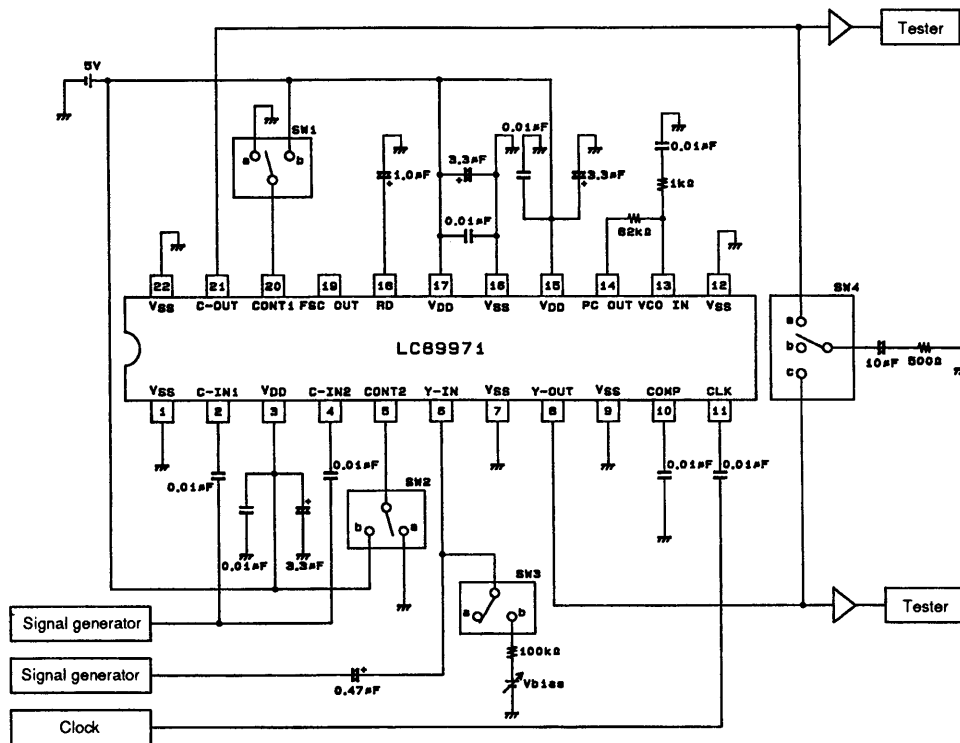 Tester
5V
SW1
a
b
0.01µF
0.01µF
3.3µF
1.0µF
3.3µF
1kΩ
0.01µF
82kΩ
22 21 20 19 18 17 16 15 14 13 12
VSS C-OUT CONT1 FSC OUT RD VDD VSS VDD PC OUT VCO IN VSS
SW4
a
b
c
10µF 500Ω
LC89971
VSS C-IN1 VDD C-IN2 CONT2 Y-IN VSS Y-OUT VSS COMP CLK
1 2 3 4 5 6 7 8 9 10 11
0.01µF
0.01µF
0.01µF 0.01µF
SW2
b
a
0.01µF
3.3µF
SW3
a
b
Signal generator
Tester
100kΩ
Signal generator
0.47µF
Vbias
Clock